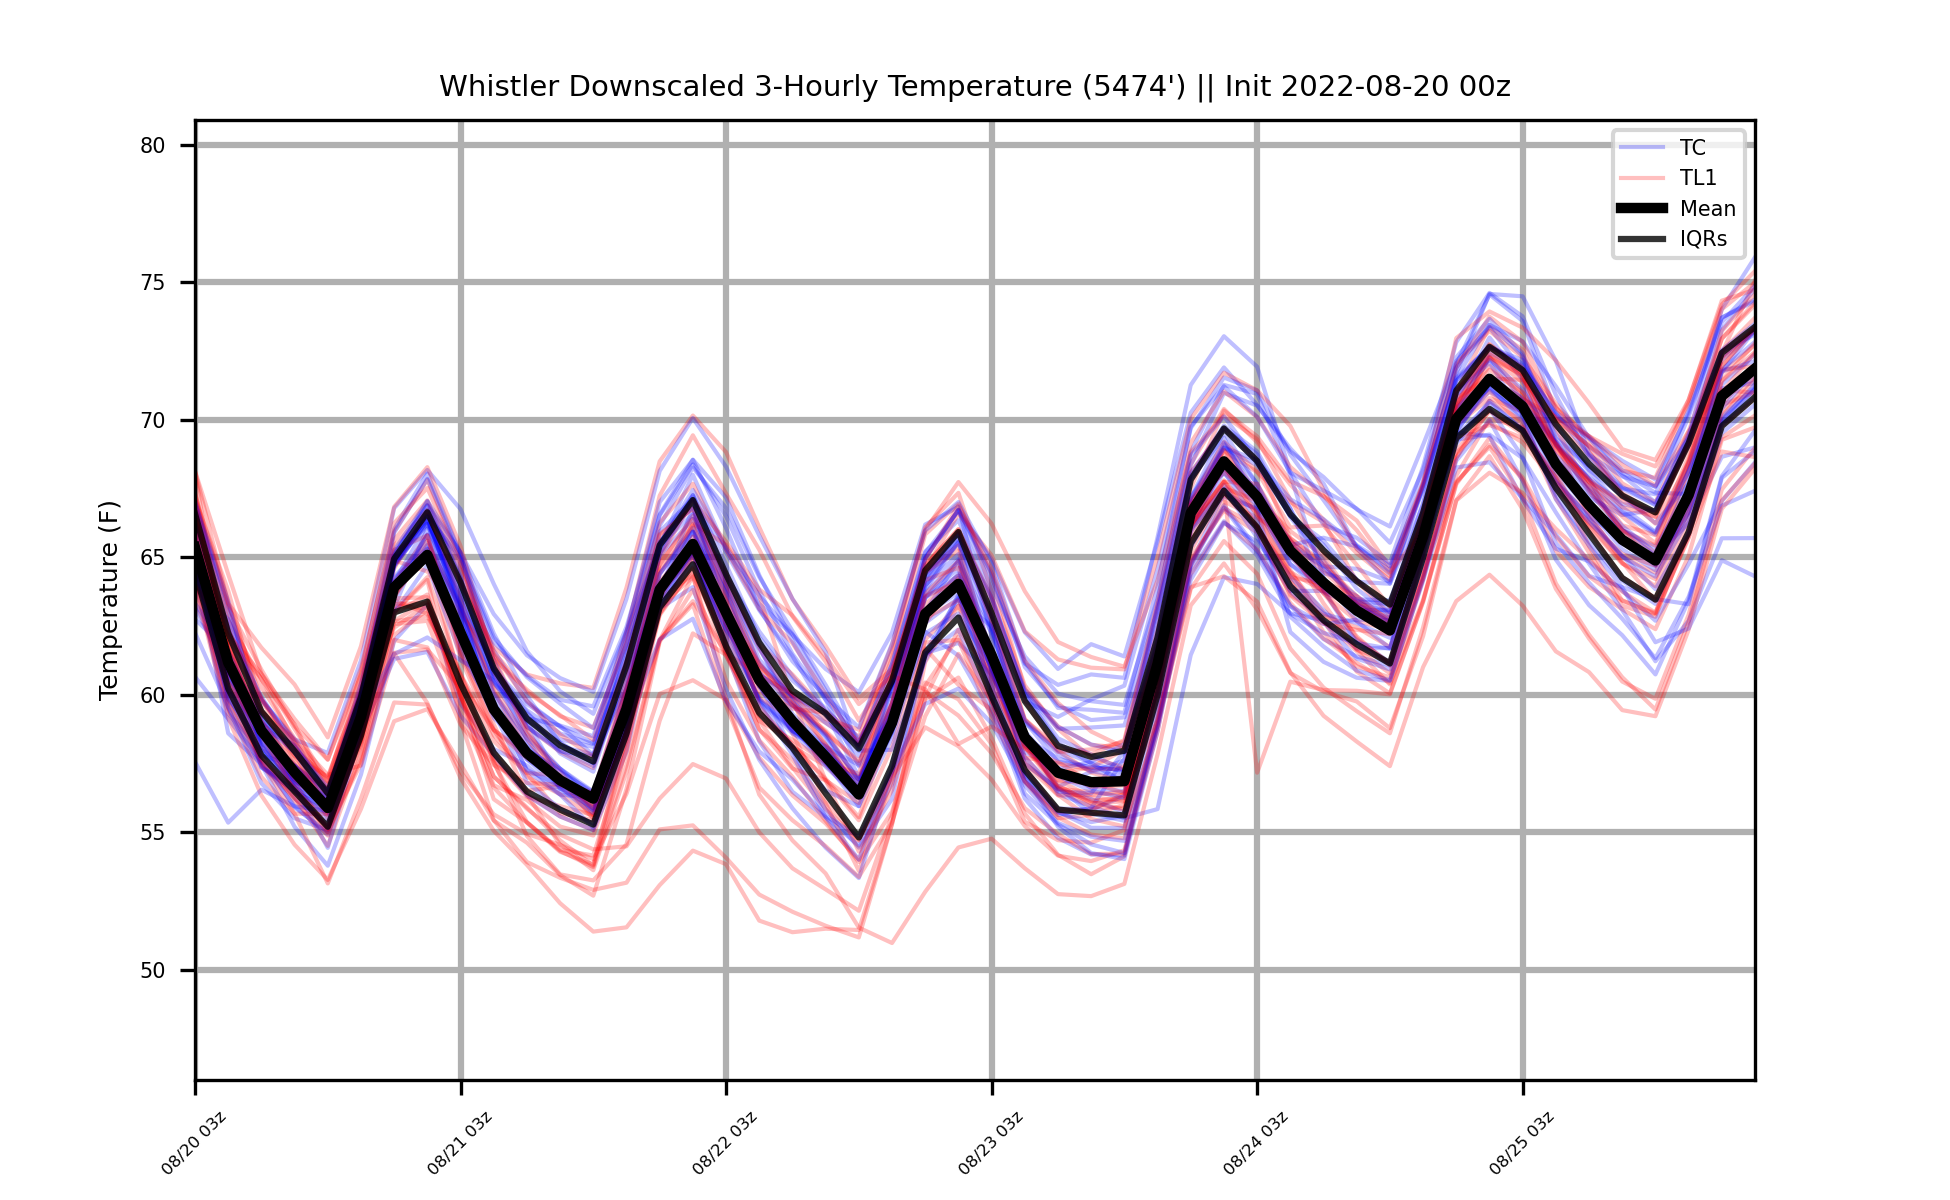 Whistler Downscaled 3-Hourly Temperature (5474') || Init 2022-08-20 00z
TC
TL1
Mean
IQRs
Temperature (F)
80
75
70
65
60
55
50
08/20 03z
08/21 03z
08/22 03z
08/23 03z
08/24 03z
08/25 03z